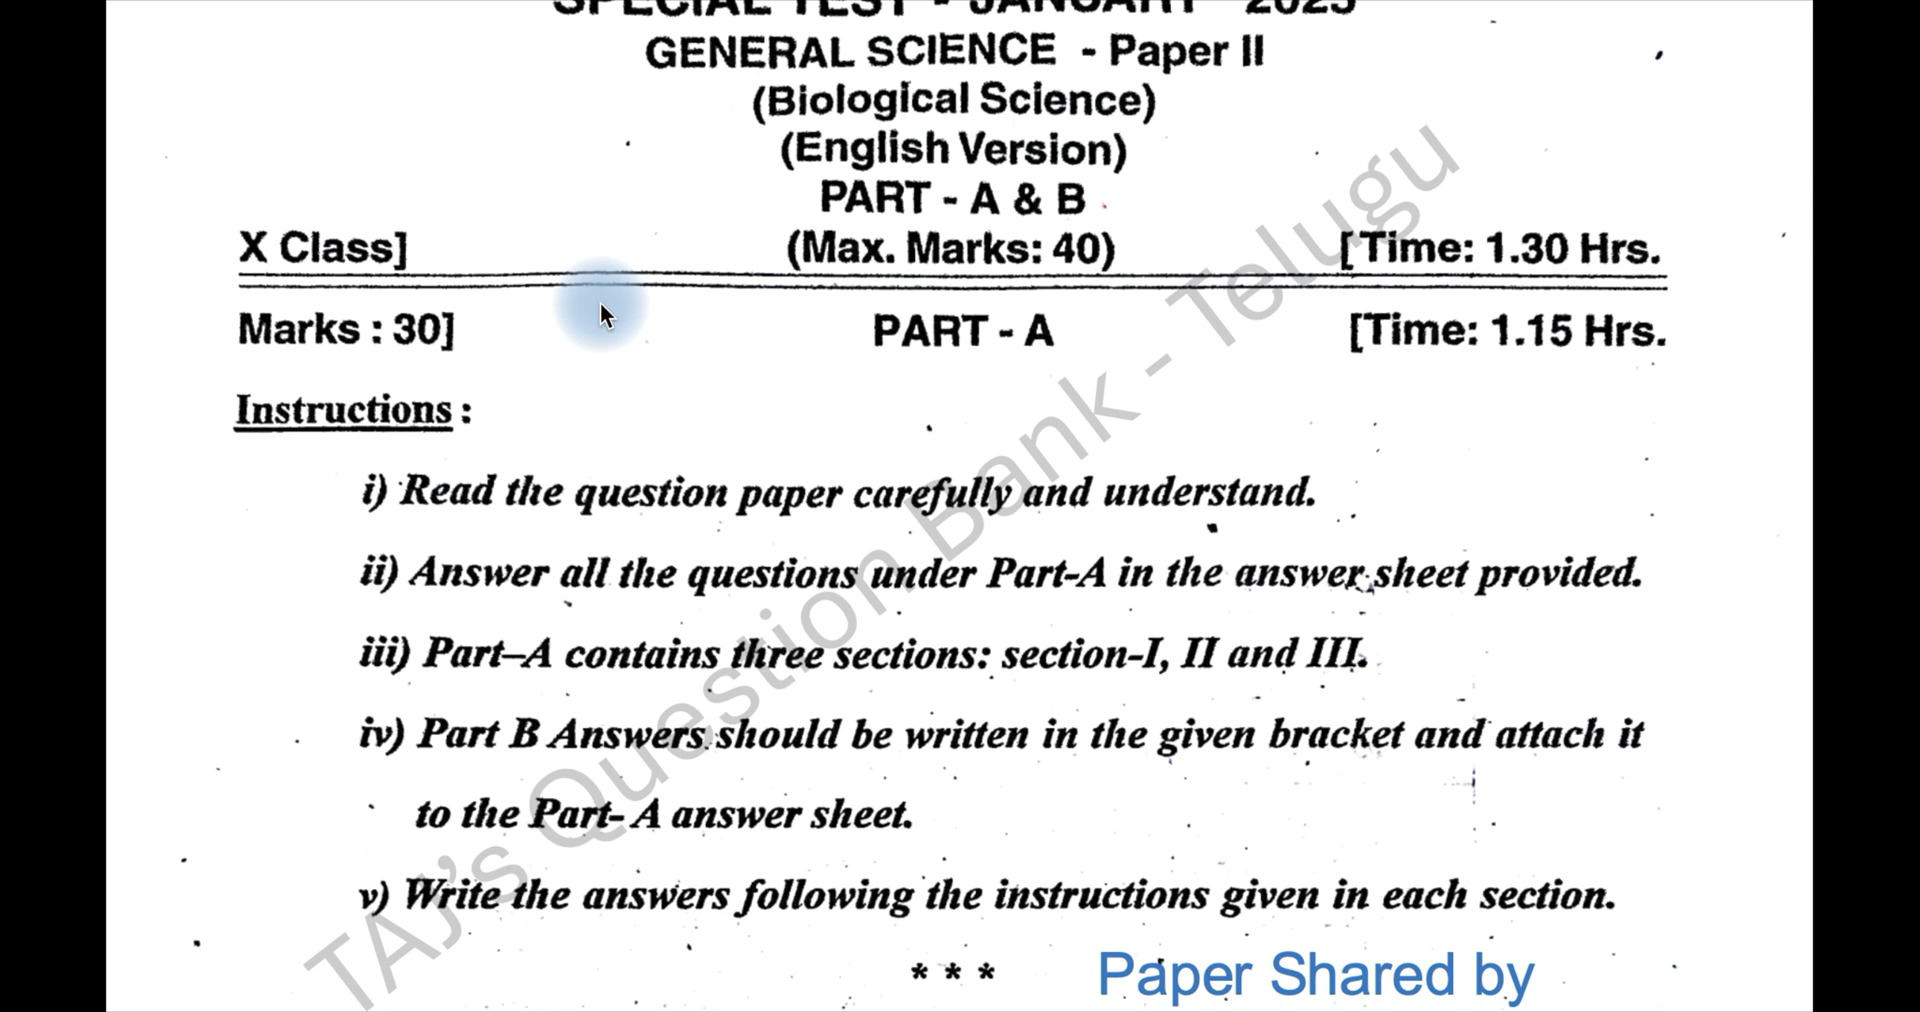 SPECIAL TEST - JANUARY - 2025
GENERAL SCIENCE - Paper II
(Biological Science)
(English Version)
PART - A & B
X Class] (Max. Marks: 40) [Time: 1.30 Hrs.
Marks : 30] PART - A [Time: 1.15 Hrs.
Instructions :
i) Read the question paper carefully and understand.
ii) Answer all the questions under Part-A in the answer sheet provided.
iii) Part–A contains three sections: section-I, II and III.
iv) Part B Answers should be written in the given bracket and attach it
to the Part- A answer sheet.
v) Write the answers following the instructions given in each section.
* * * Paper Shared by
TAJ's Question Bank - Telugu